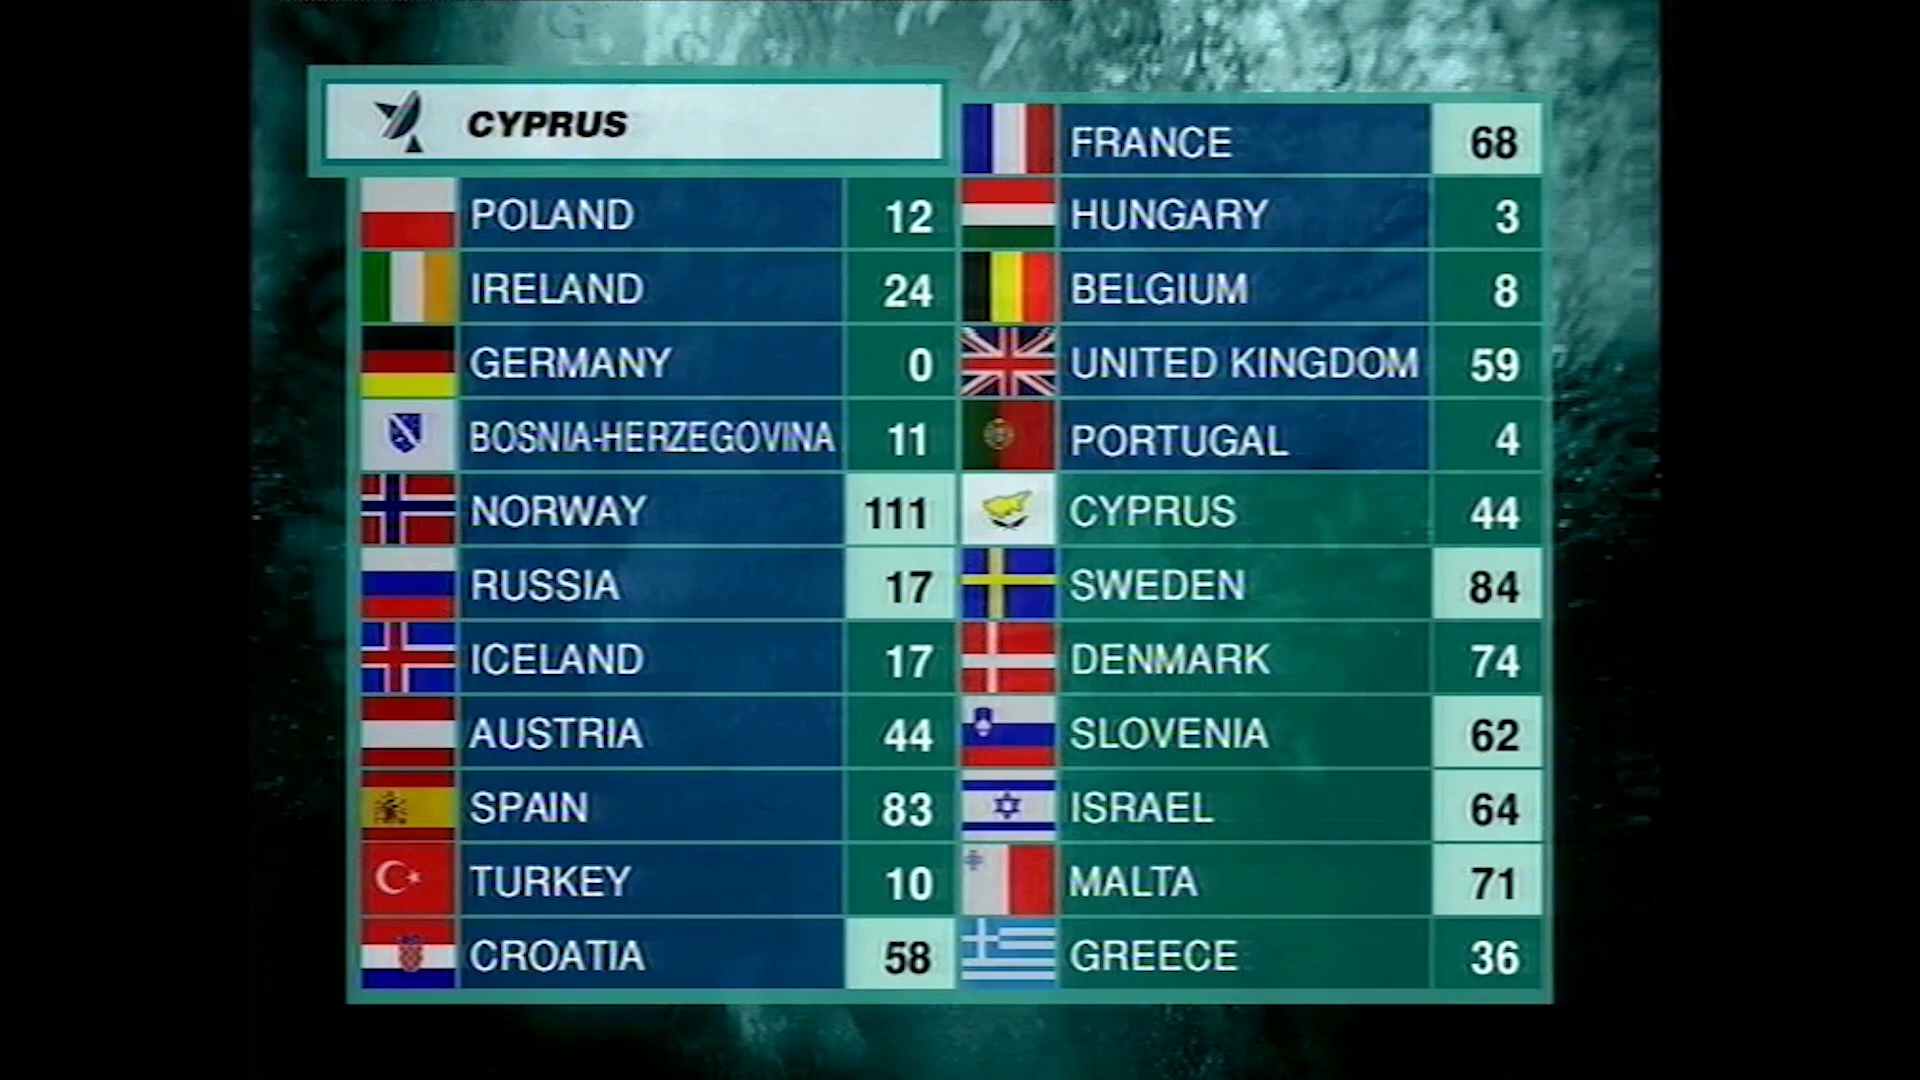 CYPRUS
POLAND 12
IRELAND 24
GERMANY 0
BOSNIA-HERZEGOVINA 11
NORWAY 111
RUSSIA 17
ICELAND 17
AUSTRIA 44
SPAIN 83
TURKEY 10
CROATIA 58
FRANCE 68
HUNGARY 3
BELGIUM 8
UNITED KINGDOM 59
PORTUGAL 4
CYPRUS 44
SWEDEN 84
DENMARK 74
SLOVENIA 62
ISRAEL 64
MALTA 71
GREECE 36